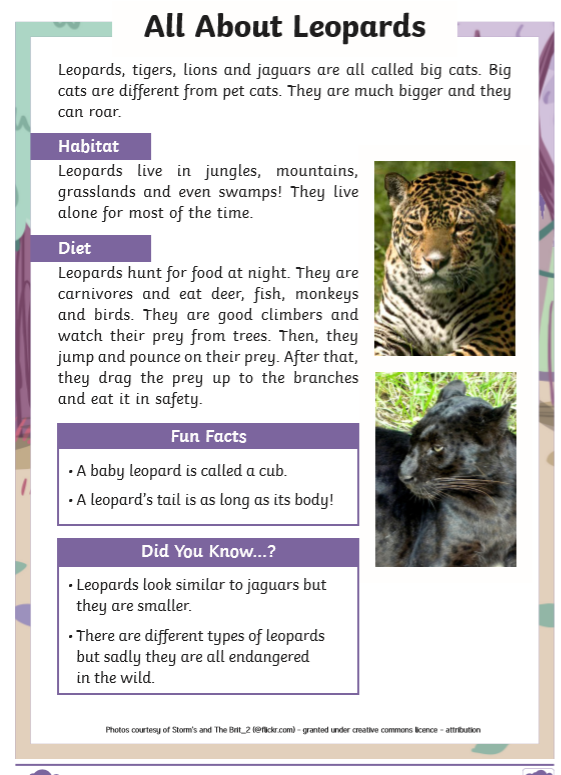 All About Leopards
Leopards, tigers, lions and jaguars are all called big cats. Big
cats are different from pet cats. They are much bigger and they
can roar.
Habitat
Leopards live in jungles, mountains,
grasslands and even swamps! They live
alone for most of the time.
Diet
Leopards hunt for food at night. They are
carnivores and eat deer, fish, monkeys
and birds. They are good climbers and
watch their prey from trees. Then, they
jump and pounce on their prey. After that,
they drag the prey up to the branches
and eat it in safety.
Fun Facts
• A baby leopard is called a cub.
• A leopard's tail is as long as its body!
Did You Know...?
• Leopards look similar to jaguars but
they are smaller.
• There are different types of leopards
but sadly they are all endangered
in the wild.
Photos courtesy of Storm's and The Brit_2 (@flickr.com) - granted under creative commons licence - attribution